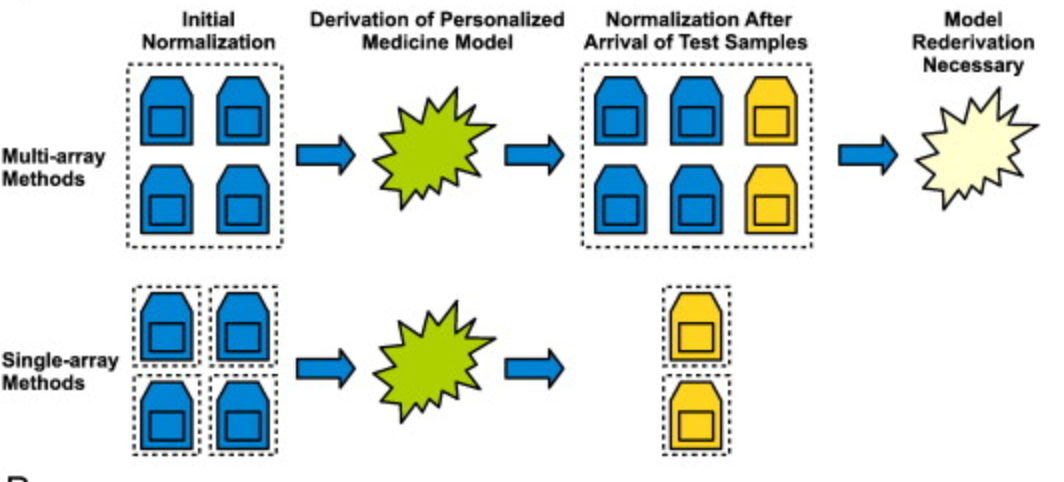 Initial
Normalization
Derivation of Personalized
Medicine Model
Normalization After
Arrival of Test Samples
Model
Rederivation
Necessary
Multi-array
Methods
Single-array
Methods